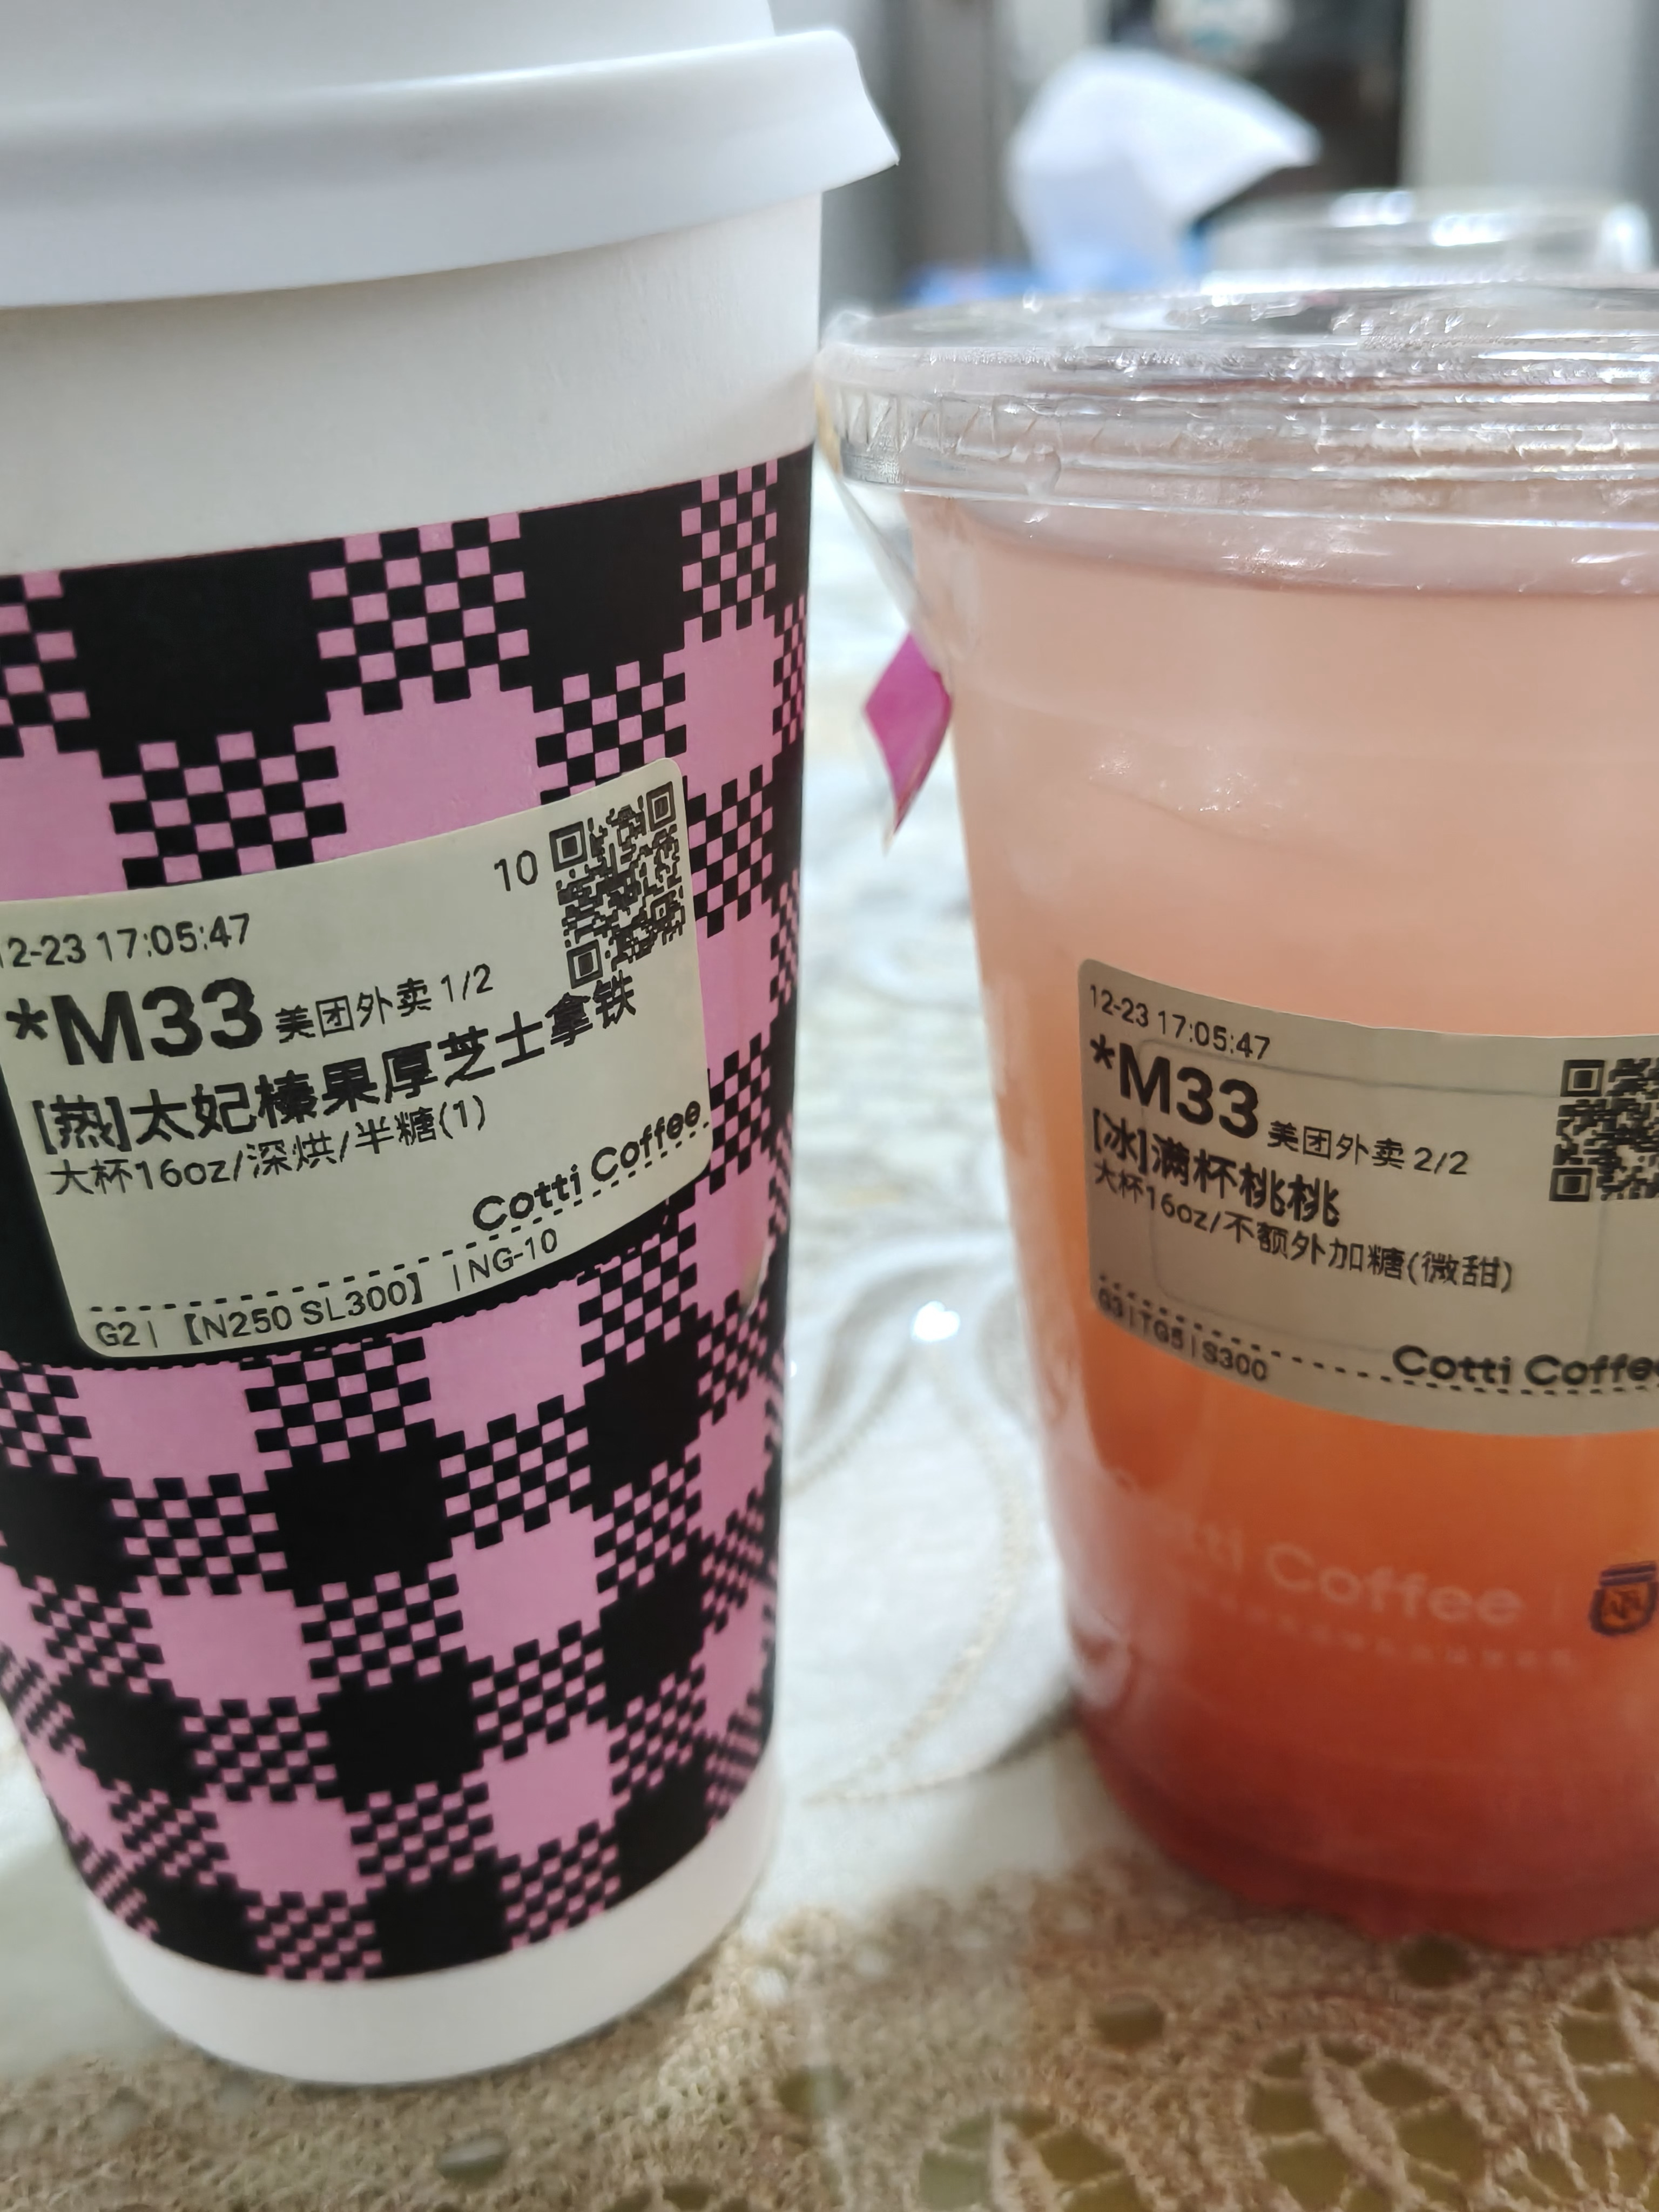 10
12-23 17:05:47
*M33 美团外卖 1/2
[热]太妃榛果厚芝士拿铁
大杯16oz/深烘/半糖(1)
Cotti Coffee
G2 | 【N250 SL300】 | NG-10
12-23 17:05:47
*M33 美团外卖 2/2
[冰]满杯桃桃
大杯16oz/不额外加糖(微甜)
Cotti Coffee
G3 | TG5 | S300
Cotti Coffee